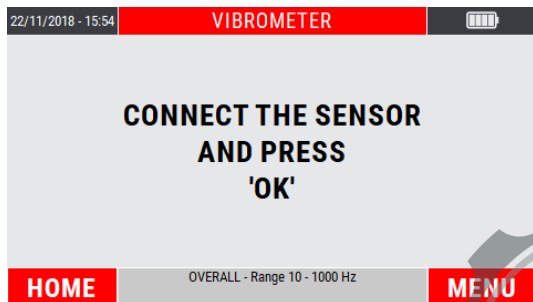 22/11/2018 - 15:54 VIBROMETER
CONNECT THE SENSOR
AND PRESS
'OK'
HOME OVERALL - Range 10 - 1000 Hz MENU